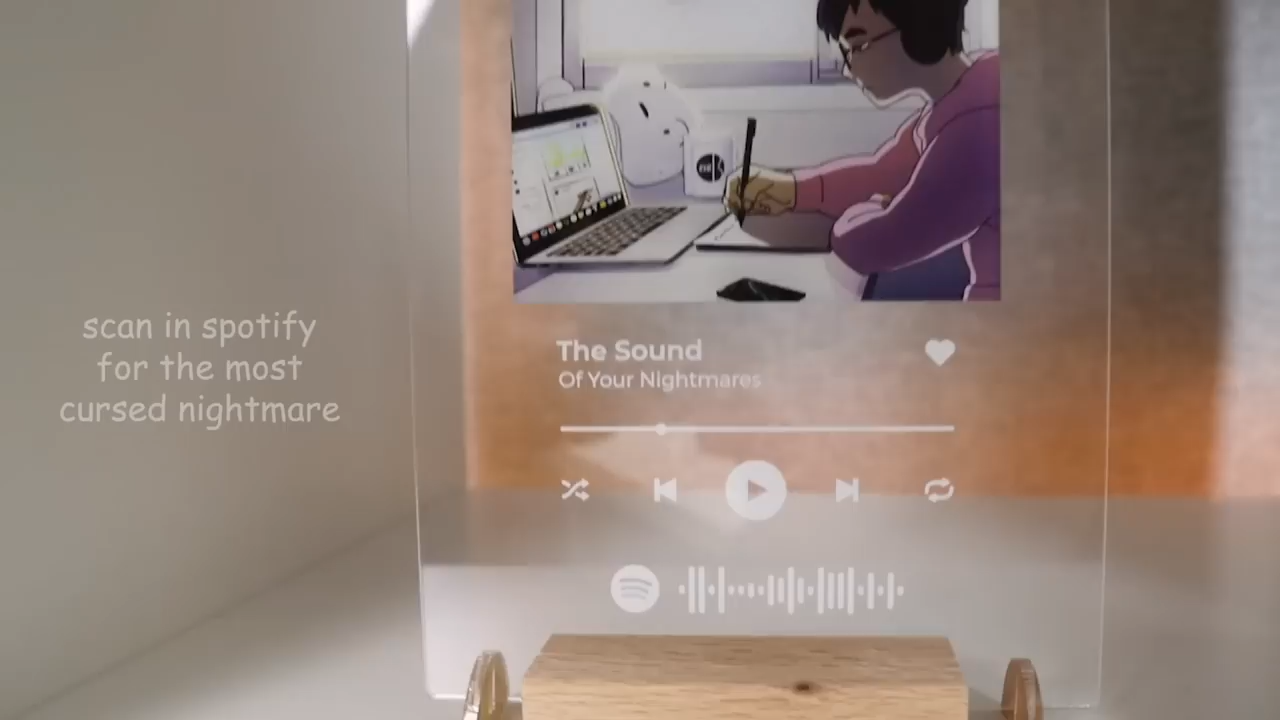 scan in spotify
for the most
cursed nightmare
The Sound
Of Your Nightmares